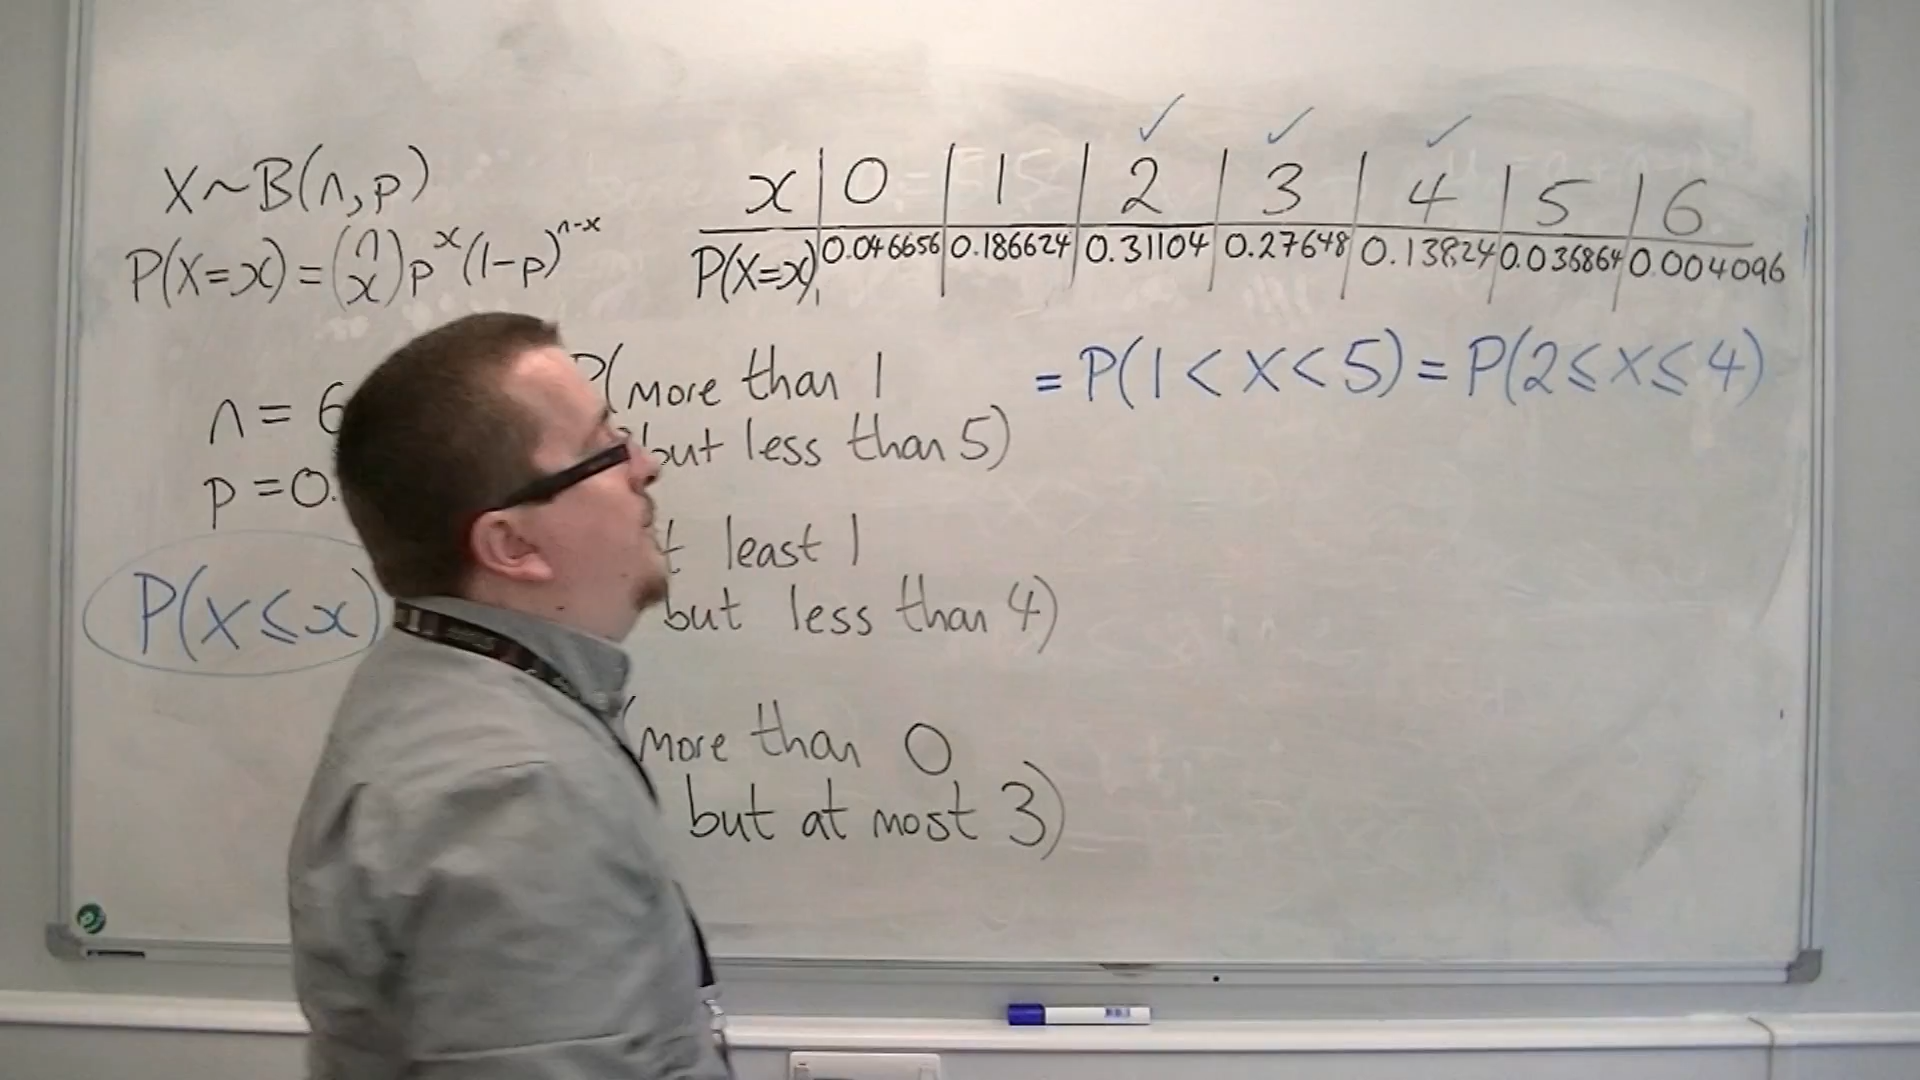 X~B(n,p)
P(X=x)=(n x)p^x(1-p)^n-x
x | 0 | 1 | 2 | 3 | 4 | 5 | 6
P(X=x) 0.046656 0.186624 0.31104 0.27648 0.13824 0.036864 0.004096
n = 6
p = 0.
P(X≤x)
P(more than 1
but less than 5)
= P(1<X<5) = P(2≤X≤4)
least 1
but less than 4)
(more than 0
but at most 3)